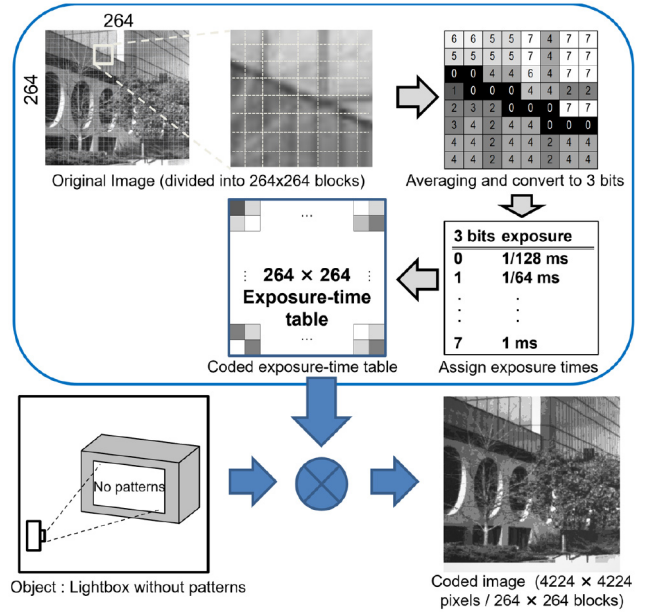 264
264
6 6 5 5 7 4 7 7
5 5 5 5 7 4 7 7
0 0 4 4 6 4 7 7
1 0 0 0 4 4 2 2
2 3 2 0 0 0 7 7
3 4 2 4 4 0 0 0
4 4 2 4 4 2 4 4
4 4 2 4 4 2 4 4
Original Image (divided into 264x264 blocks)
Averaging and convert to 3 bits
...
264 × 264
Exposure-time
table
...
3 bits exposure
0 1/128 ms
1 1/64 ms
7 1 ms
Coded exposure-time table
Assign exposure times
No patterns
Object : Lightbox without patterns
Coded image (4224 × 4224
pixels / 264 × 264 blocks)